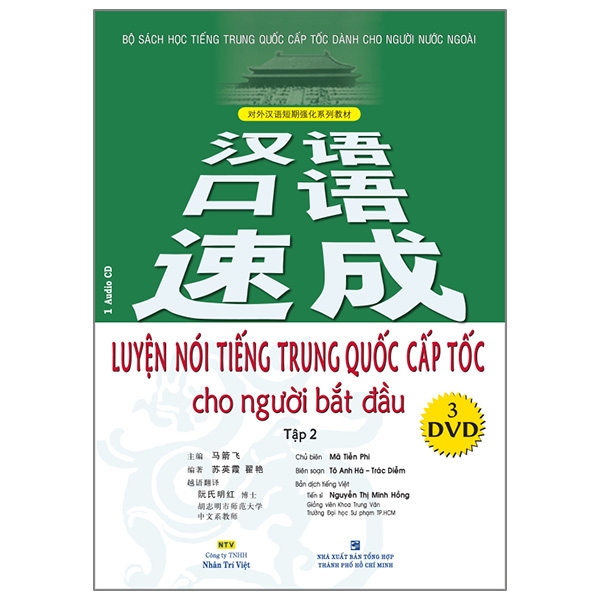 BỘ SÁCH HỌC TIẾNG TRUNG QUỐC CẤP TỐC DÀNH CHO NGƯỜI NƯỚC NGOÀI
对外汉语短期强化系列教材
汉语
口语
速成
1 Audio CD
LUYỆN NÓI TIẾNG TRUNG QUỐC CẤP TỐC
cho người bắt đầu
3
DVD
Tập 2
主编 马箭飞
编著 苏英霞 翟艳
越语翻译
阮氏明红 博士
胡志明市师范大学
中文系教师
Chủ biên Mã Tiễn Phi
Biên soạn Tô Anh Hà - Trác Diễm
Bản dịch tiếng Việt
Tiến sĩ Nguyễn Thị Minh Hồng
Giảng viên Khoa Trung Văn
Trường Đại học Sư phạm TP.HCM
NTV
Công ty TNHH
Nhân Trí Việt
NHÀ XUẤT BẢN TỔNG HỢP
THÀNH PHỐ HỒ CHÍ MINH